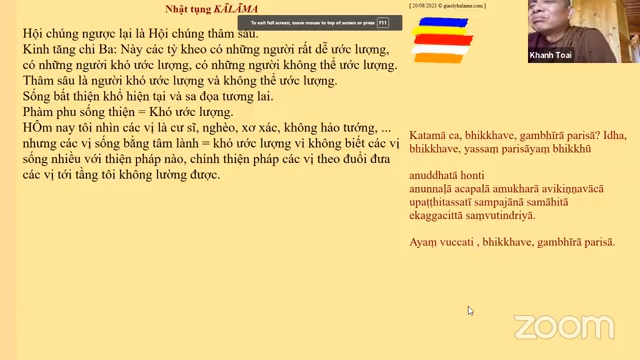 Nhật tụng KĀLĀMA
[ 20/08/2023 © giaolykalama.com ]
To exit full screen, move mouse to top of screen or press F11
Hội chúng ngược lại là Hội chúng thâm sâu.
Kinh tăng chi Ba: Này các tỳ kheo có những người rất dễ ước lượng,
có những người khó ước lượng, có những người không thể ước lượng.
Thâm sâu là người khó ước lượng và không thể ước lượng.
Sống bất thiện khổ hiện tại và sa đọa tương lai.
Phàm phu sống thiện = Khó ước lượng.
HÔm nay tôi nhìn các vị là cư sĩ, nghèo, xơ xác, không hảo tướng, ...
nhưng các vị sống bằng tâm lành = khó ước lượng vì không biết các vị
sống nhiều với thiện pháp nào, chính thiện pháp các vị theo đuổi đưa
các vị tới tầng tôi không lường được.
Khanh Toai
Katamā ca, bhikkhave, gambhīrā parisā? Idha,
bhikkhave, yassaṃ parisāyaṃ bhikkhū
anuddhatā honti
anunnaḷā acapalā amukharā avikiṇṇavācā
upaṭṭhitassatī sampajānā samāhitā
ekaggacittā saṃvutindriyā.
Ayaṃ vuccati , bhikkhave, gambhīrā parisā.
zoom